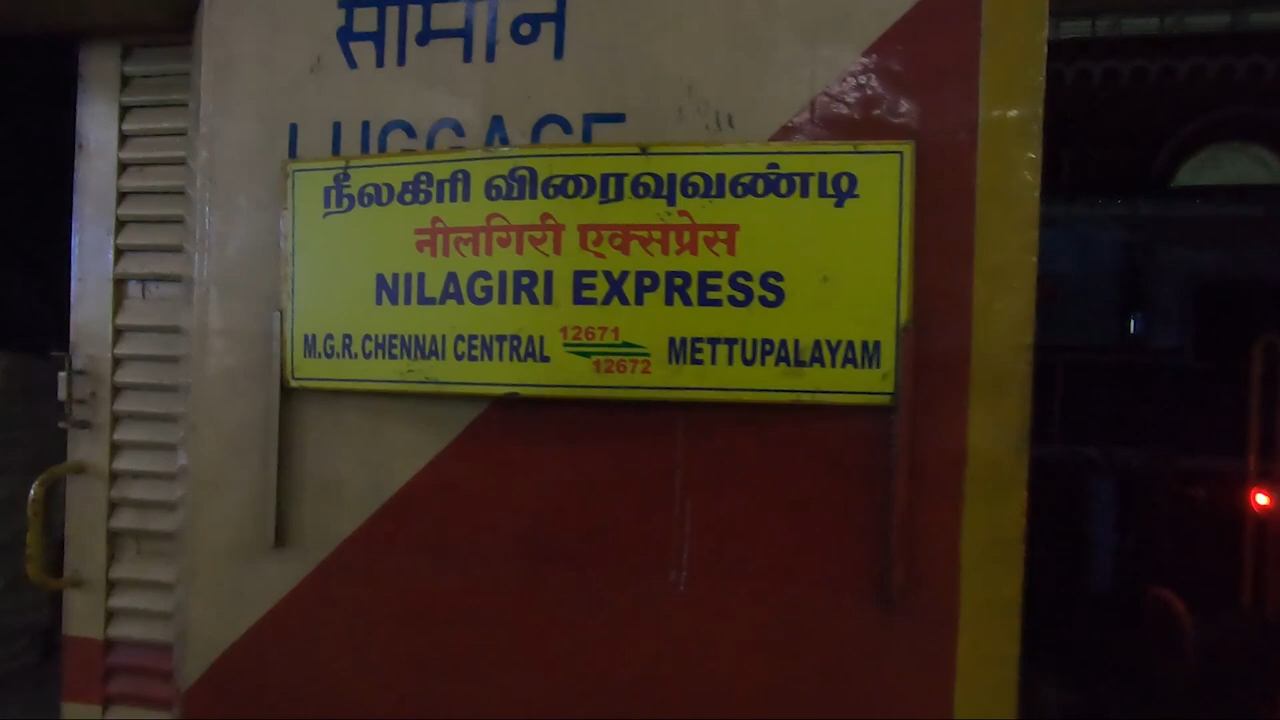 सामान
LUGGAGE
நீலகிரி விரைவுவண்டி
नीलगिरी एक्सप्रेस
NILAGIRI EXPRESS
M.G.R. CHENNAI CENTRAL 12671 12672 METTUPALAYAM